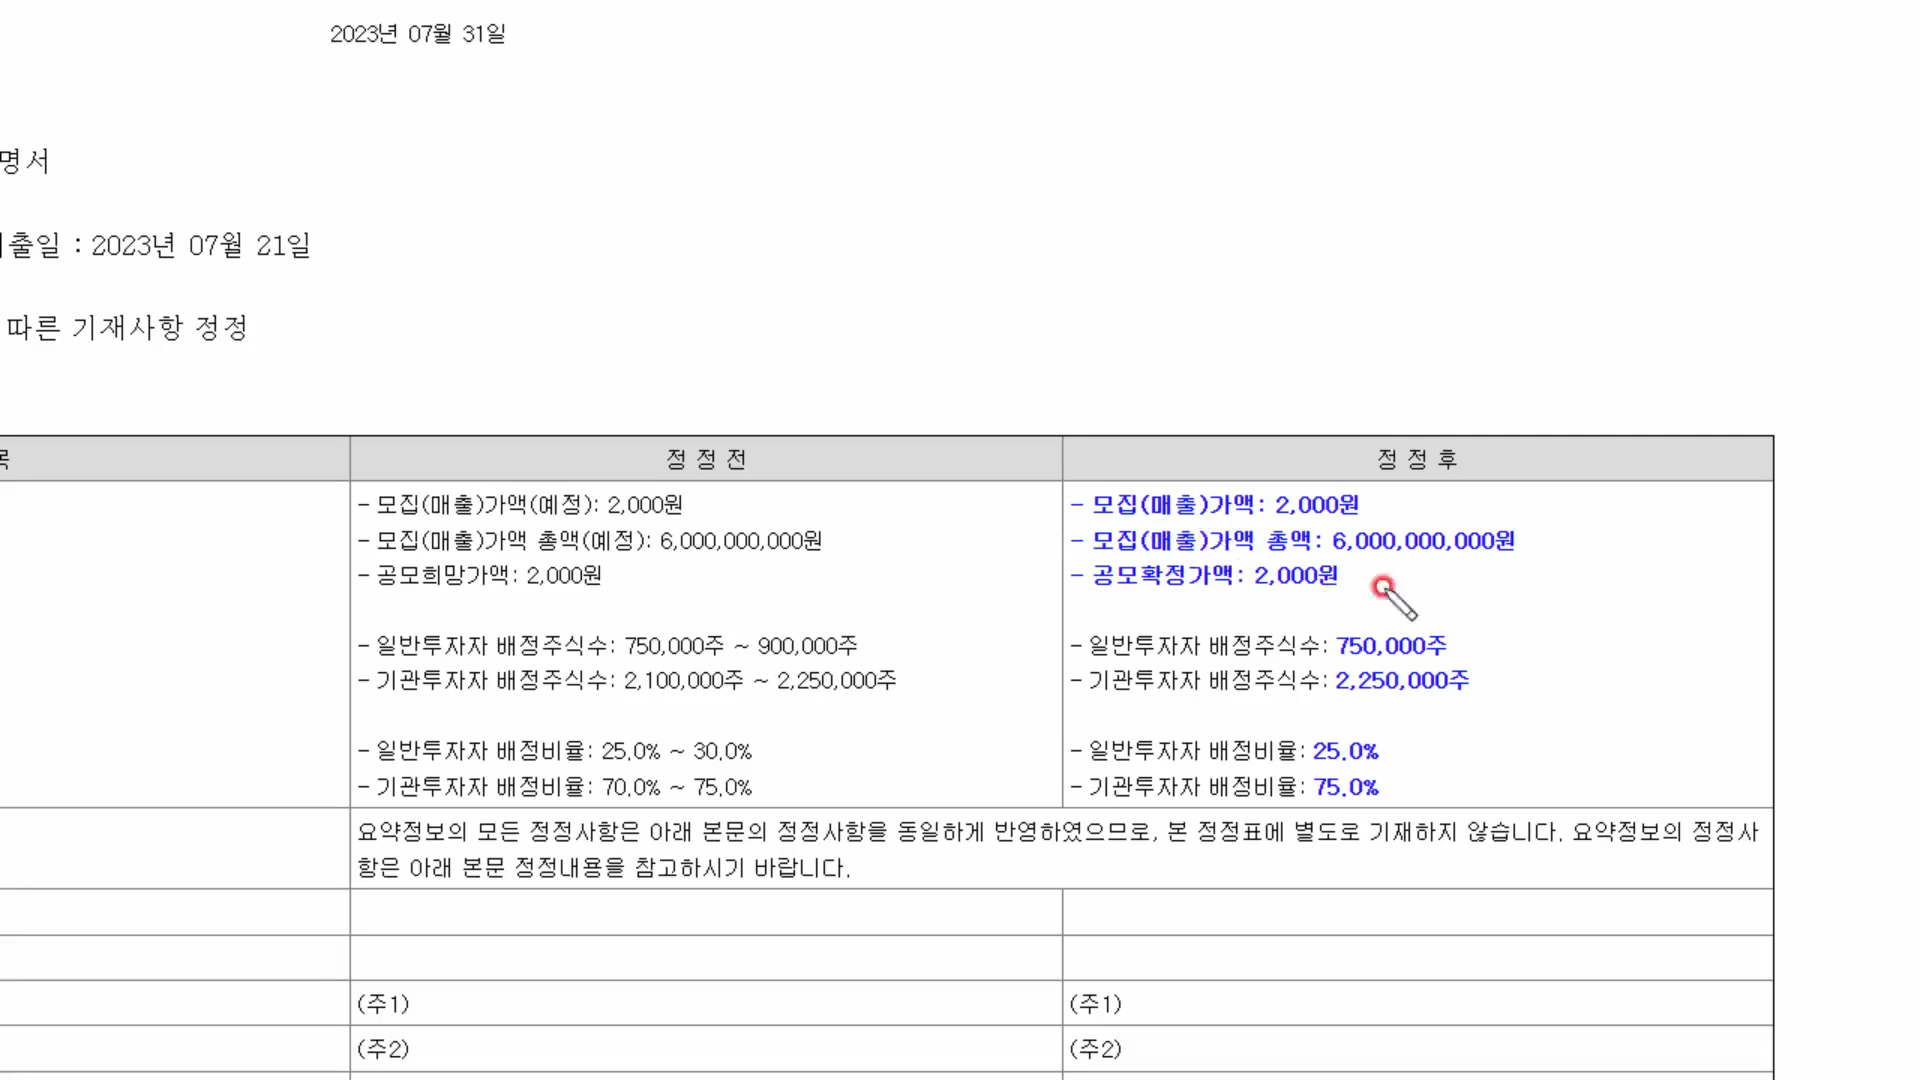 2023년 07월 31일
명서
출일 : 2023년 07월 21일
따른 기재사항 정정
정 정 전
정 정 후
- 모집(매출)가액(예정): 2,000원
- 모집(매출)가액 총액(예정): 6,000,000,000원
- 공모희망가액: 2,000원
- 일반투자자 배정주식수: 750,000주 ~ 900,000주
- 기관투자자 배정주식수: 2,100,000주 ~ 2,250,000주
- 일반투자자 배정비율: 25.0% ~ 30.0%
- 기관투자자 배정비율: 70.0% ~ 75.0%
- 모집(매출)가액: 2,000원
- 모집(매출)가액 총액: 6,000,000,000원
- 공모확정가액: 2,000원
- 일반투자자 배정주식수: 750,000주
- 기관투자자 배정주식수: 2,250,000주
- 일반투자자 배정비율: 25.0%
- 기관투자자 배정비율: 75.0%
요약정보의 모든 정정사항은 아래 본문의 정정사항을 동일하게 반영하였으므로, 본 정정표에 별도로 기재하지 않습니다. 요약정보의 정정사
항은 아래 본문 정정내용을 참고하시기 바랍니다.
(주1)
(주1)
(주2)
(주2)